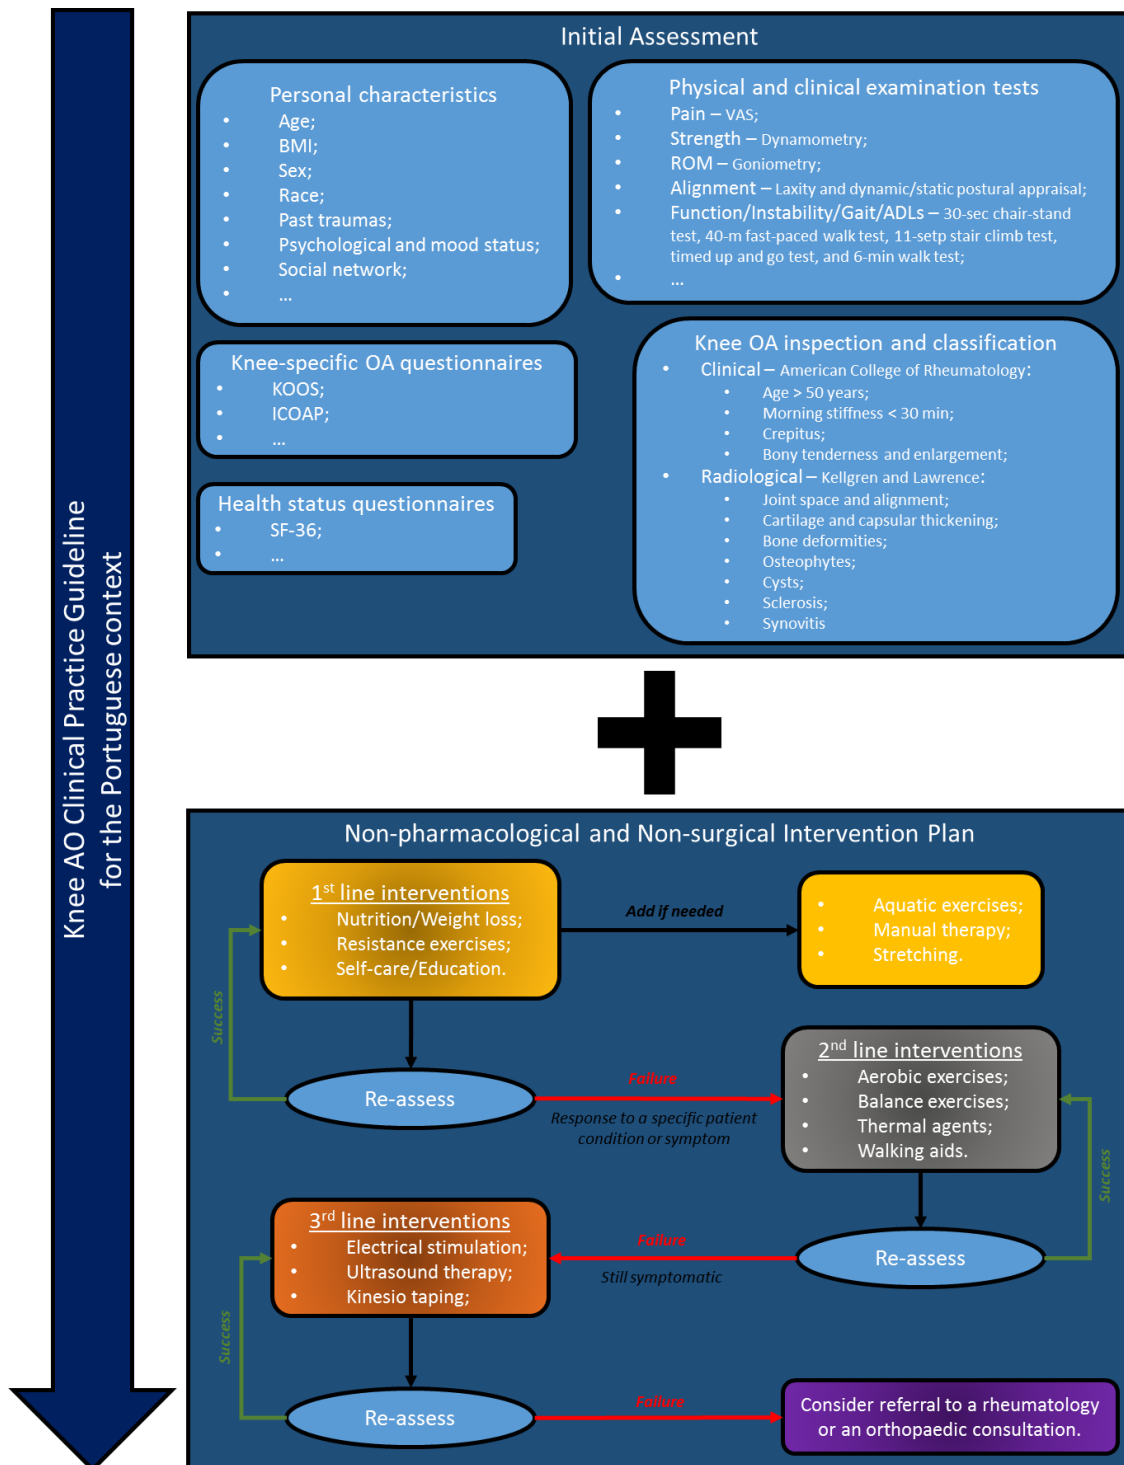 Knee AO Clinical Practice Guideline
for the Portuguese context
Initial Assessment
Personal characteristics
• Age;
• BMI;
• Sex;
• Race;
• Past traumas;
• Psychological and mood status;
• Social network;
• ...
Physical and clinical examination tests
• Pain – VAS;
• Strength – Dynamometry;
• ROM – Goniometry;
• Alignment – Laxity and dynamic/static postural appraisal;
• Function/Instability/Gait/ADLs – 30-sec chair-stand
test, 40-m fast-paced walk test, 11-setp stair climb test,
timed up and go test, and 6-min walk test;
• ...
Knee-specific OA questionnaires
• KOOS;
• ICOAP;
• ...
Health status questionnaires
• SF-36;
• ...
Knee OA inspection and classification
• Clinical – American College of Rheumatology:
• Age > 50 years;
• Morning stiffness < 30 min;
• Crepitus;
• Bony tenderness and enlargement;
• Radiological – Kellgren and Lawrence:
• Joint space and alignment;
• Cartilage and capsular thickening;
• Bone deformities;
• Osteophytes;
• Cysts;
• Sclerosis;
• Synovitis
Non-pharmacological and Non-surgical Intervention Plan
1st line interventions
• Nutrition/Weight loss;
• Resistance exercises;
• Self-care/Education.
Add if needed
• Aquatic exercises;
• Manual therapy;
• Stretching.
Success
Re-assess
Failure
Response to a specific patient
condition or symptom
2nd line interventions
• Aerobic exercises;
• Balance exercises;
• Thermal agents;
• Walking aids.
Success
Re-assess
Failure
Still symptomatic
3rd line interventions
• Electrical stimulation;
• Ultrasound therapy;
• Kinesio taping;
Success
Re-assess
Failure
Consider referral to a rheumatology
or an orthopaedic consultation.